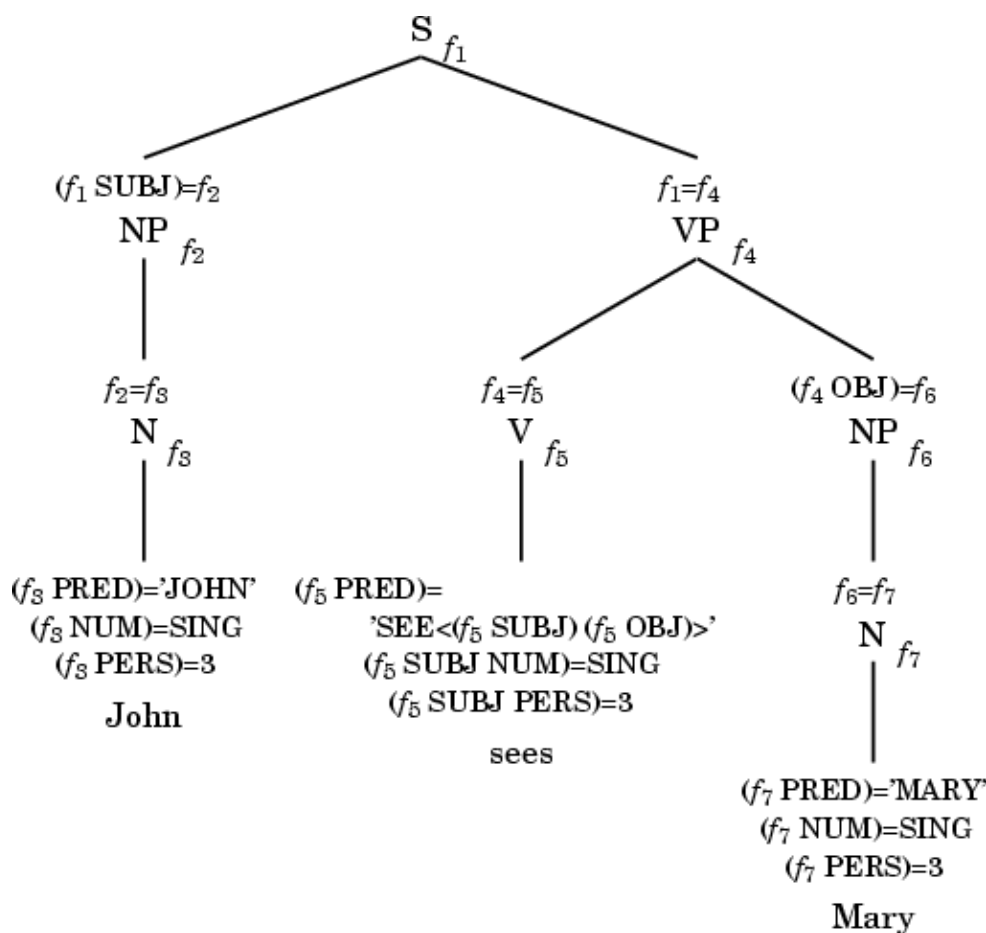 S f₁
(f₁ SUBJ)=f₂ f₁=f₄
NP f₂ VP f₄
f₂=f₃ f₄=f₅ (f₄ OBJ)=f₆
N f₃ V f₅ NP f₆
(f₃ PRED)='JOHN' (f₅ PRED)= f₆=f₇
(f₃ NUM)=SING 'SEE<(f₅ SUBJ) (f₅ OBJ)>' N f₇
(f₃ PERS)=3 (f₅ SUBJ NUM)=SING
John (f₅ SUBJ PERS)=3
sees
(f₇ PRED)='MARY'
(f₇ NUM)=SING
(f₇ PERS)=3
Mary